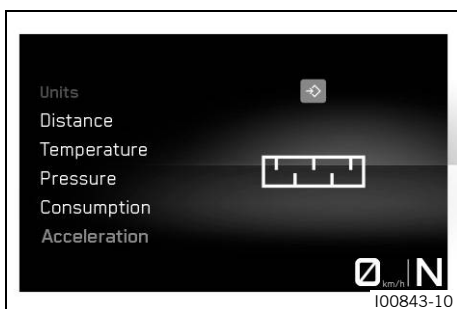 Units
Distance
Temperature
Pressure
Consumption
Acceleration
0 km/h N
I00843-10